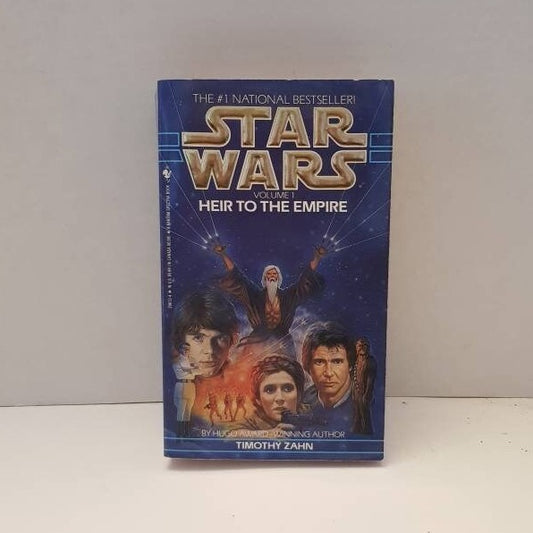 THE #1 NATIONAL BESTSELLER!
STAR
WARS
VOLUME 1
HEIR TO THE EMPIRE
BY HUGO AWARD-WINNING AUTHOR
TIMOTHY ZAHN